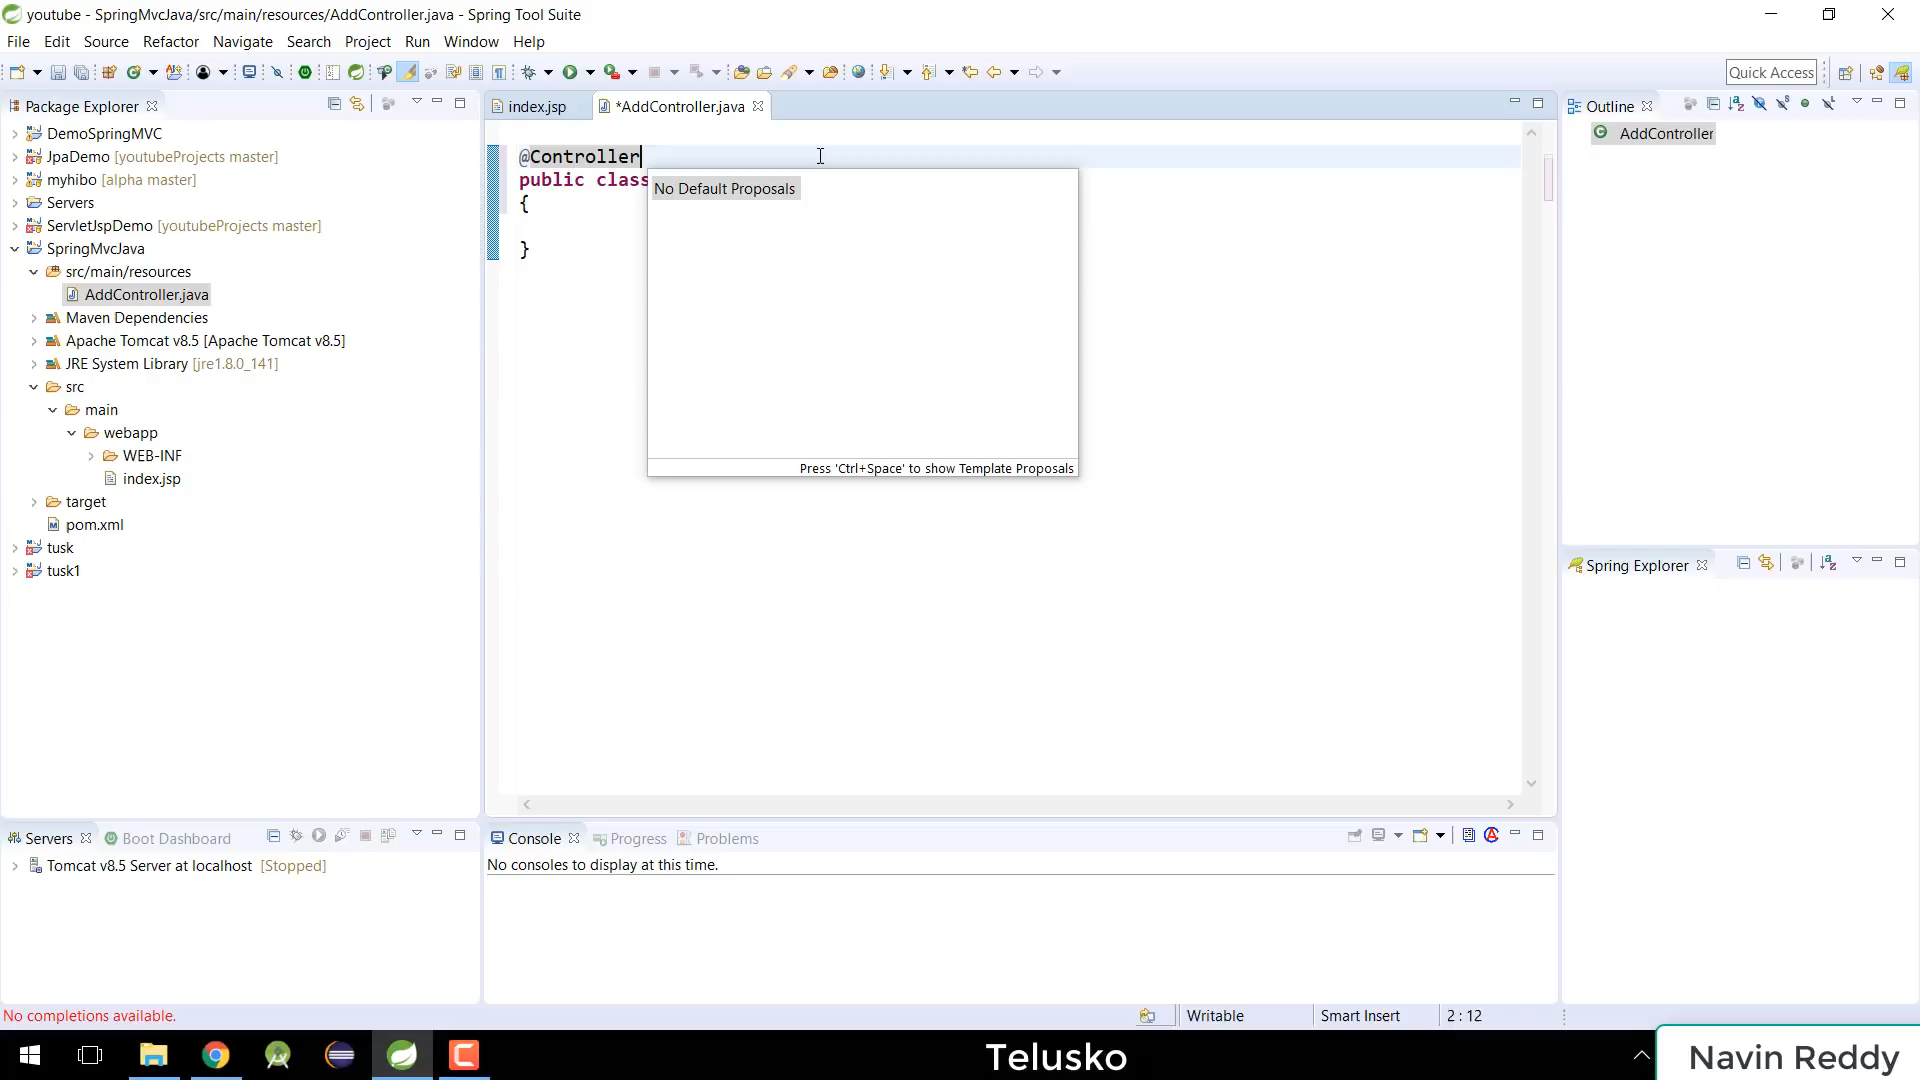 youtube - SpringMvcJava/src/main/resources/AddController.java - Spring Tool Suite
File Edit Source Refactor Navigate Search Project Run Window Help
Quick Access
Package Explorer
DemoSpringMVC
JpaDemo [youtubeProjects master]
myhibo [alpha master]
Servers
ServletJspDemo [youtubeProjects master]
SpringMvcJava
src/main/resources
AddController.java
Maven Dependencies
Apache Tomcat v8.5 [Apache Tomcat v8.5]
JRE System Library [jre1.8.0_141]
src
main
webapp
WEB-INF
index.jsp
target
pom.xml
tusk
tusk1
index.jsp *AddController.java
@Controller
public class
{
}
No Default Proposals
Press 'Ctrl+Space' to show Template Proposals
Outline
AddController
Spring Explorer
Servers Boot Dashboard
Tomcat v8.5 Server at localhost [Stopped]
Console Progress Problems
No consoles to display at this time.
No completions available.
Writable Smart Insert 2 : 12
Telusko
Navin Reddy